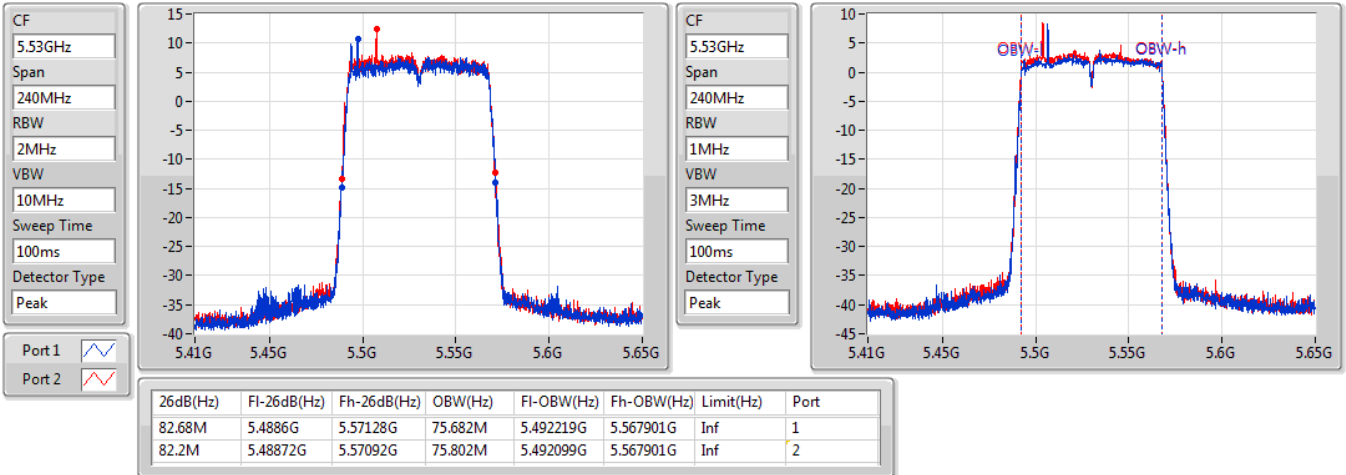 CF
5.53GHz
Span
240MHz
RBW
2MHz
VBW
10MHz
Sweep Time
100ms
Detector Type
Peak
Port 1
Port 2
15
10
5
0
-5
-10
-15
-20
-25
-30
-35
-40
5.41G 5.45G 5.5G 5.55G 5.6G 5.65G
CF
5.53GHz
Span
240MHz
RBW
1MHz
VBW
3MHz
Sweep Time
100ms
Detector Type
Peak
10
5
0
-5
-10
-15
-20
-25
-30
-35
-40
-45
OBW- OBW-h
5.41G 5.45G 5.5G 5.55G 5.6G 5.65G
26dB(Hz) Fl-26dB(Hz) Fh-26dB(Hz) OBW(Hz) Fl-OBW(Hz) Fh-OBW(Hz) Limit(Hz) Port
82.68M 5.4886G 5.57128G 75.682M 5.492219G 5.567901G Inf 1
82.2M 5.48872G 5.57092G 75.802M 5.492099G 5.567901G Inf 2